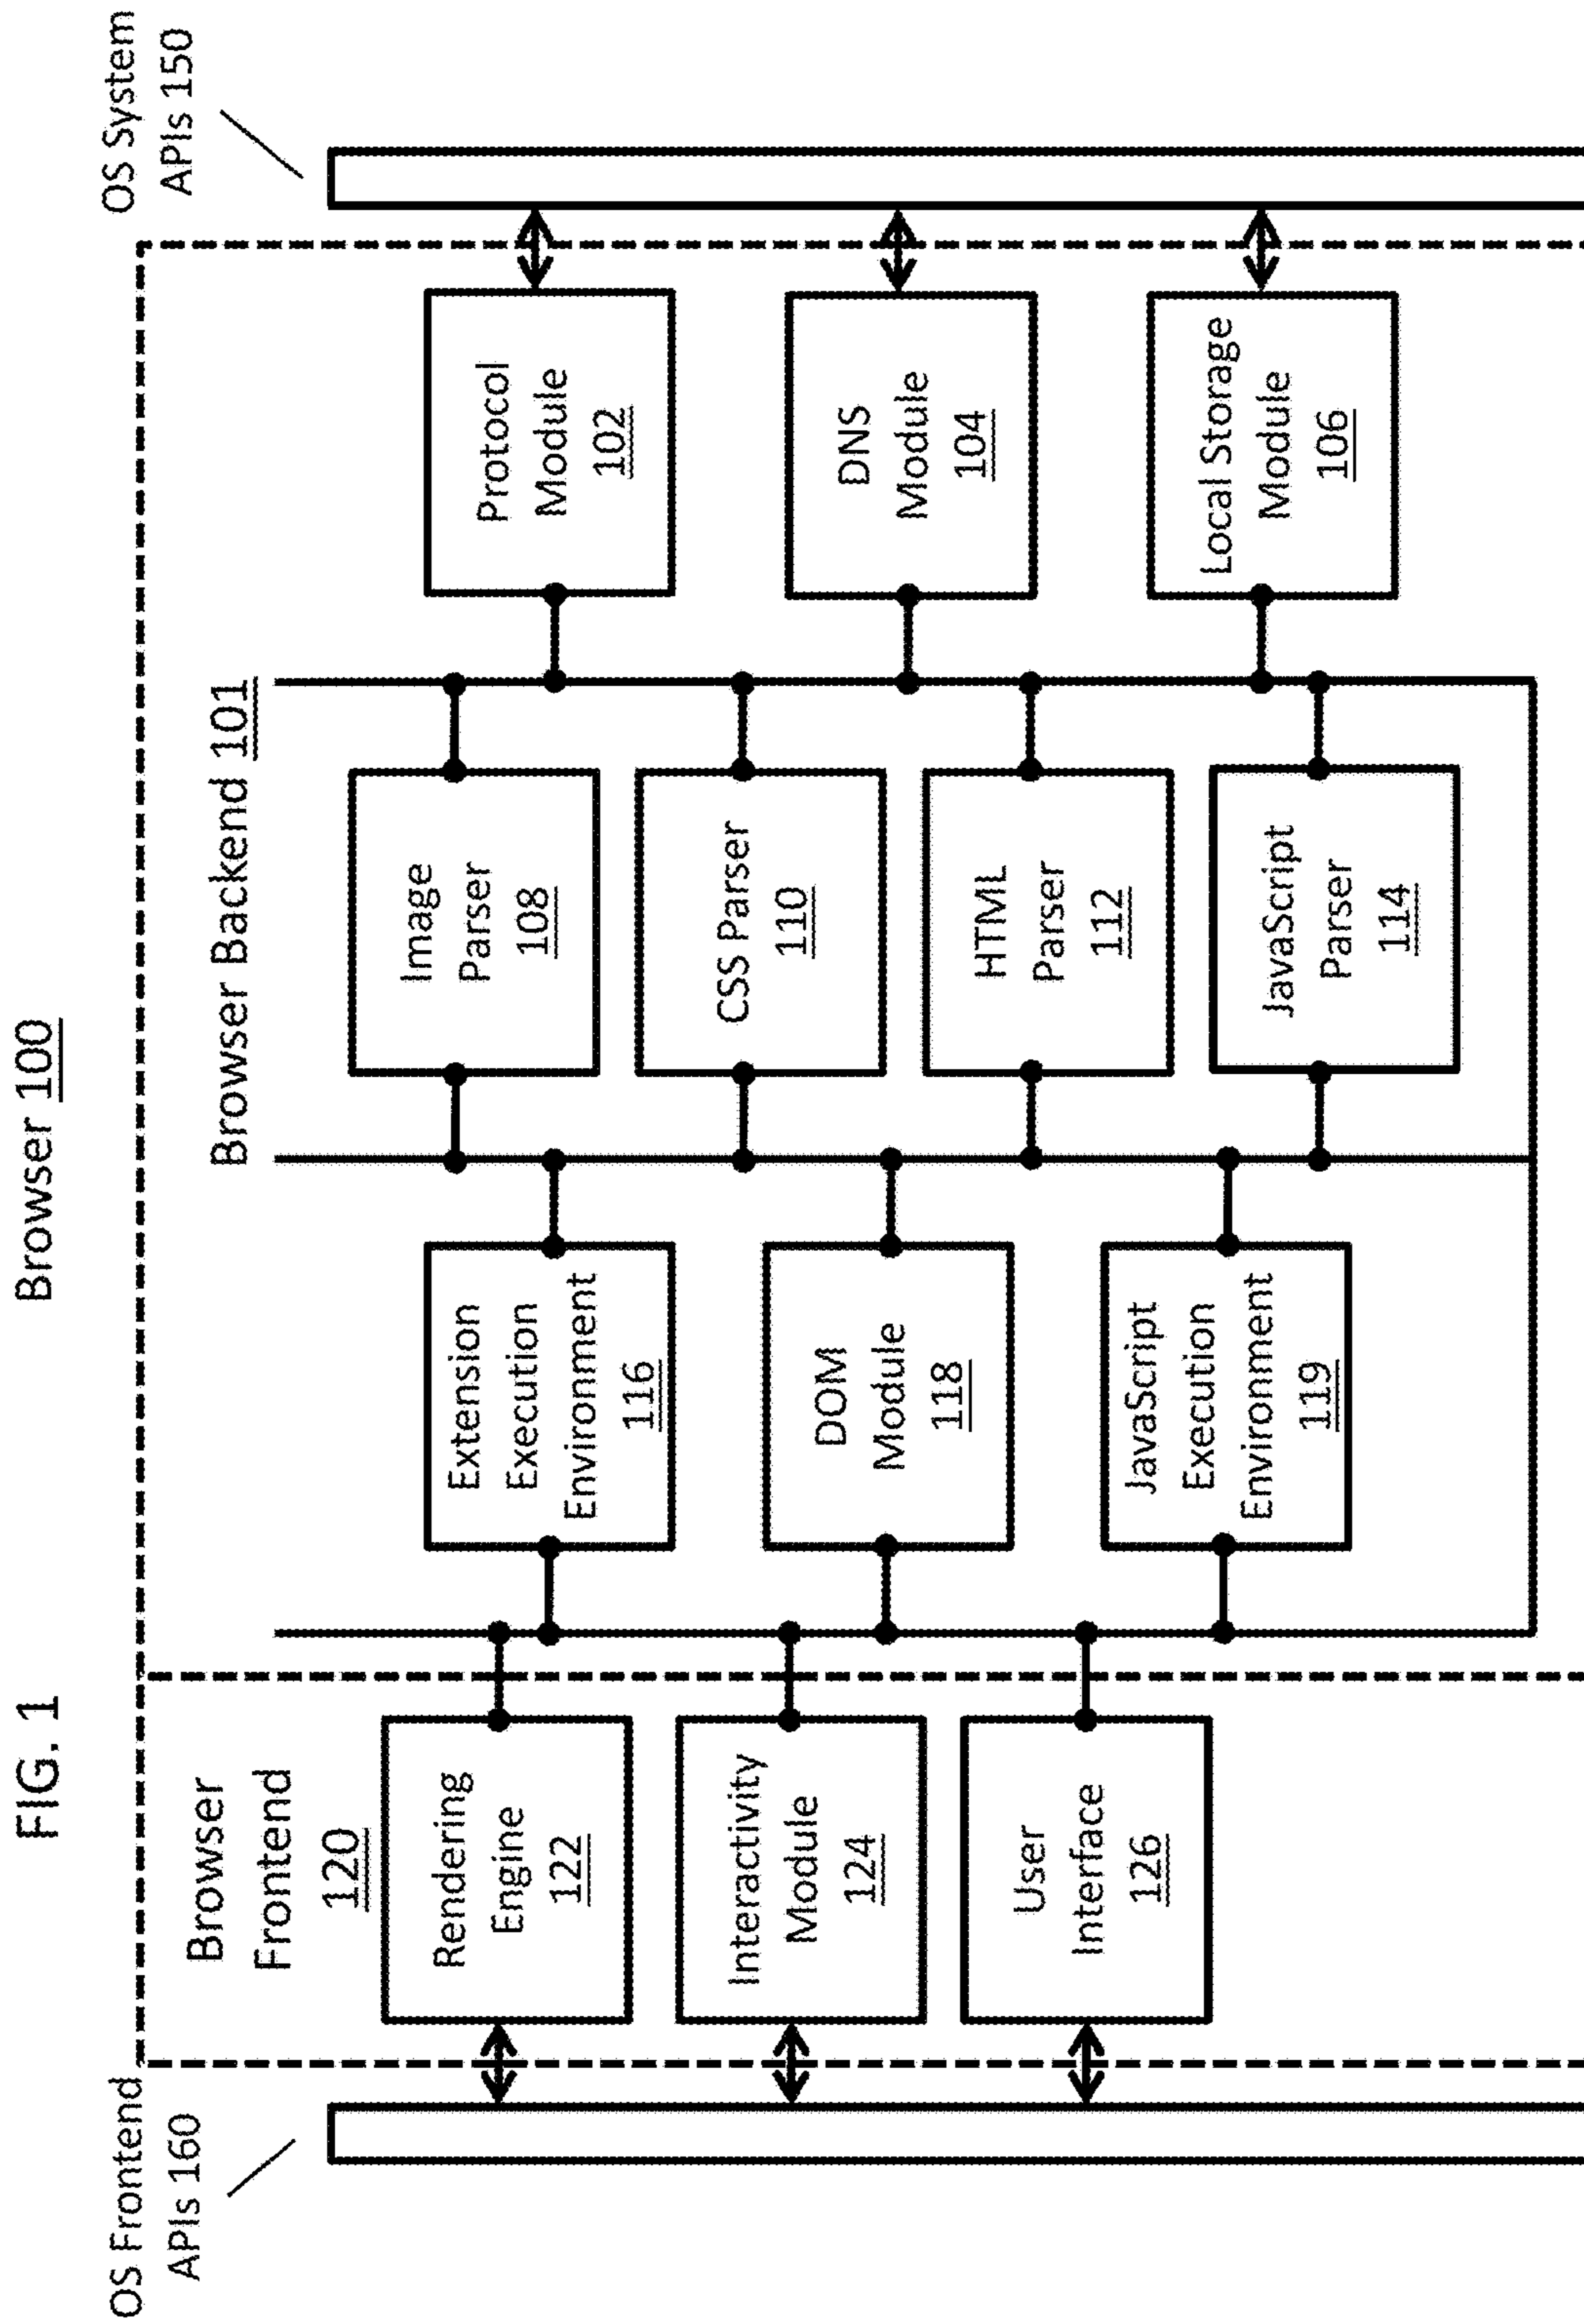 FIG. 1
Browser 100
OS Frontend
APIs 160
Browser
Frontend
120
Browser Backend 101
OS System
APIs 150
Rendering
Engine
122
Interactivity
Module
124
User
Interface
126
Extension
Execution
Environment
116
DOM
Module
118
JavaScript
Execution
Environment
119
Image
Parser
108
CSS Parser
110
HTML
Parser
112
JavaScript
Parser
114
Protocol
Module
102
DNS
Module
104
Local Storage
Module
106